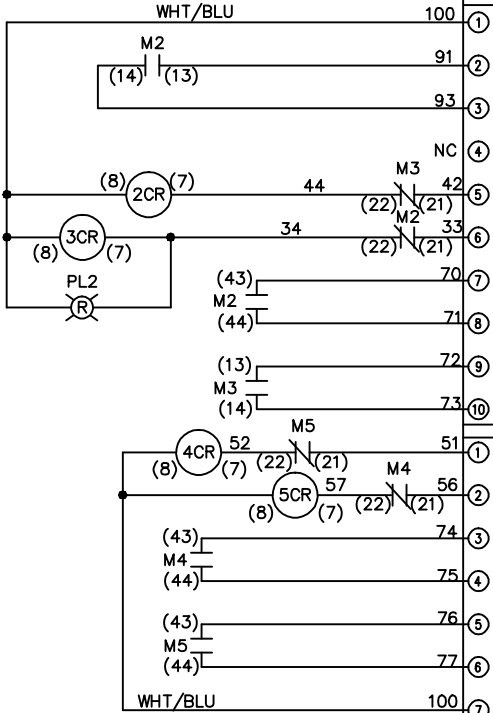 WHT/BLU 100 1
M2 91 2
(14) (13)
93 3
NC 4
M3
(8) 2CR (7) 44 42 5
(22) (21)
M2
3CR 34 33 6
(8) (7) (22) (21)
PL2
R
(43) 70 7
M2
(44) 71 8
(13) 72 9
M3
(14) 73 10
M5
4CR 52 51 1
(8) (7) (22) (21)
M4
5CR 57 56 2
(8) (7) (22) (21)
(43) 74 3
M4
(44) 75 4
(43) 76 5
M5
(44) 77 6
WHT/BLU 100 7